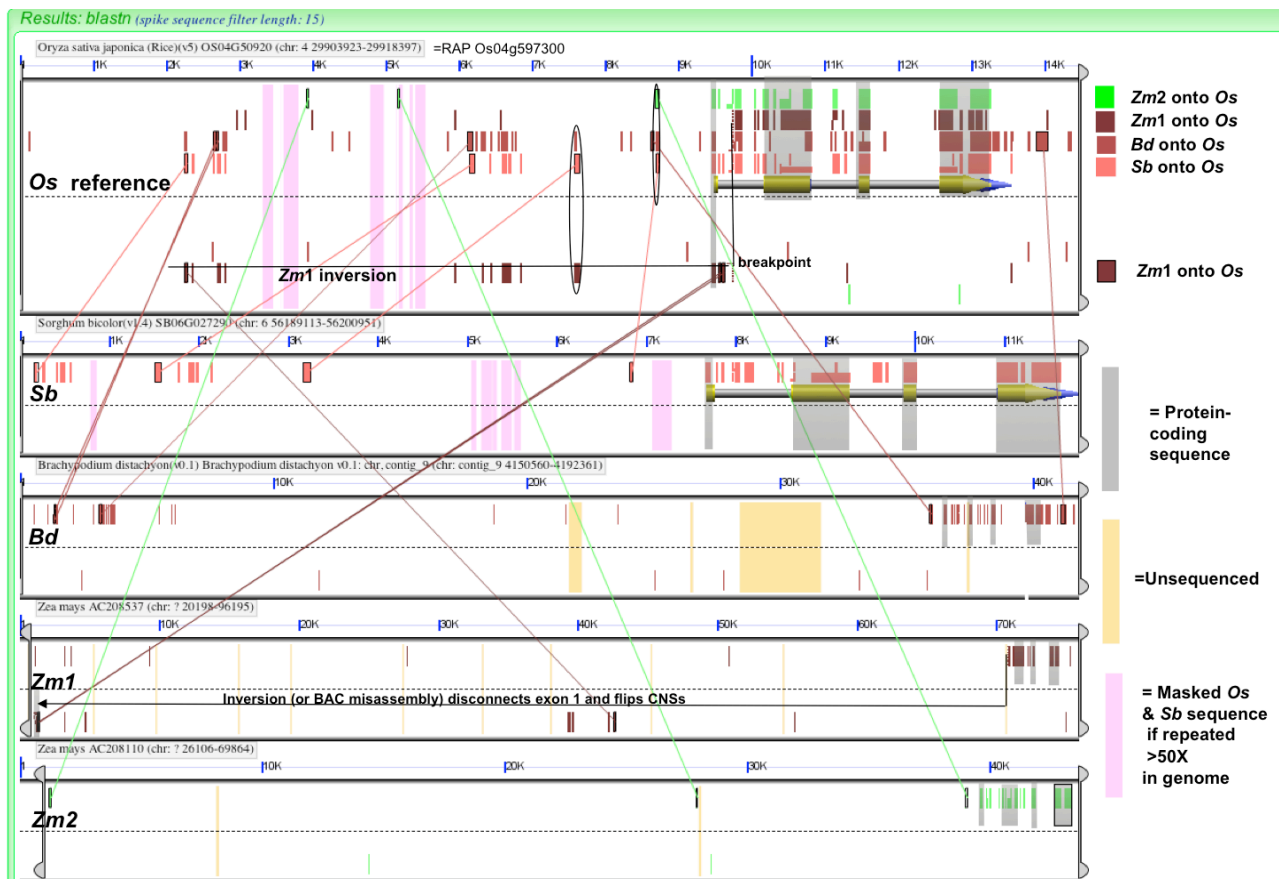 Results: blastn (spike sequence filter length: 15)
Oryza sativa japonica (Rice)(v5) OS04G50920 (chr: 4 29903923-29918397) =RAP Os04g597300
1K 2K 3K 4K 5K 6K 7K 8K 9K 10K 11K 12K 13K 14K
Zm2 onto Os
Zm1 onto Os
Bd onto Os
Sb onto Os
Os reference
breakpoint
Zm1 inversion
Zm1 onto Os
Sorghum bicolor(v1.4) SB06G027290 (chr: 6 56189113-56200951)
1K 2K 3K 4K 5K 6K 7K 8K 9K 10K 11K
Sb
= Protein-
coding
sequence
Brachypodium distachyon(v0.1) Brachypodium distachyon v0.1: chr, contig_9 (chr: contig_9 4150560-4192361)
10K 20K 30K 40K
Bd
=Unsequenced
Zea mays AC208537 (chr: ? 20198-96195)
10K 20K 30K 40K 50K 60K 70K
Zm1
Inversion (or BAC misassembly) disconnects exon 1 and flips CNSs
= Masked Os
& Sb sequence
if repeated
>50X
in genome
Zea mays AC208110 (chr: ? 26106-69864)
10K 20K 30K 40K
Zm2